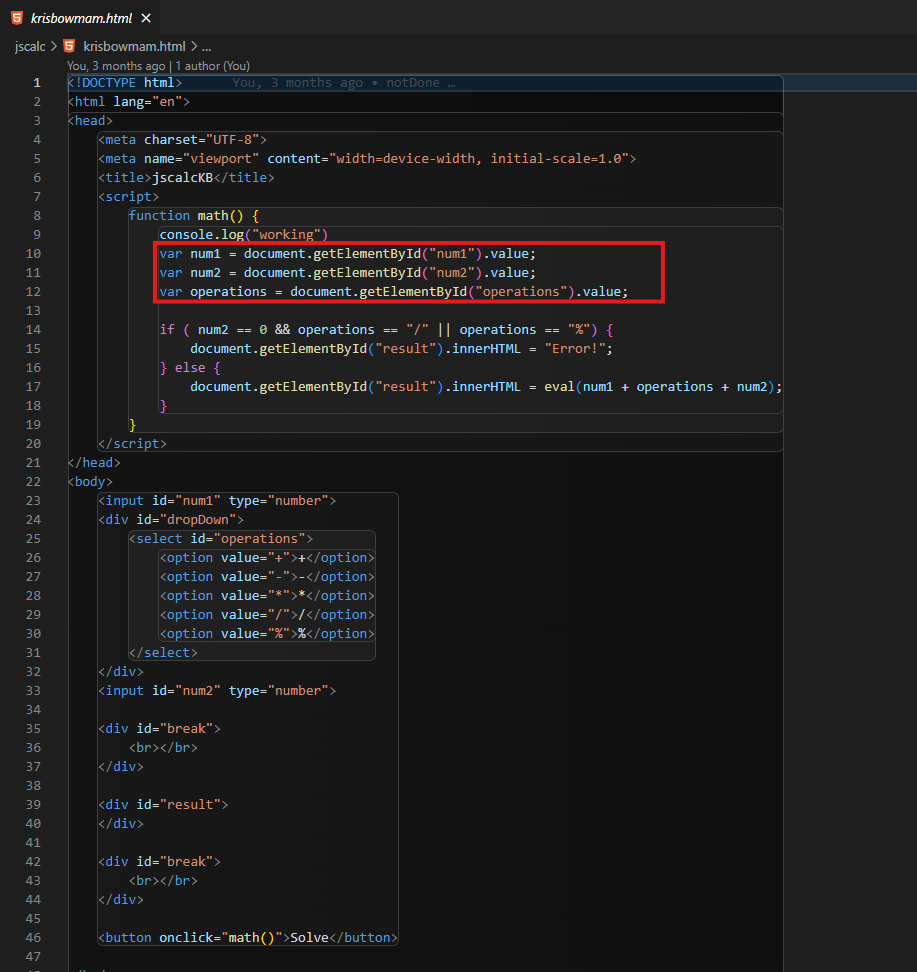 krisbowmam.html ×
jscalc > krisbowmam.html > ...
You, 3 months ago | 1 author (You)
1 <!DOCTYPE html> You, 3 months ago • notDone …
2 <html lang="en">
3 <head>
4 <meta charset="UTF-8">
5 <meta name="viewport" content="width=device-width, initial-scale=1.0">
6 <title>jscalcKB</title>
7 <script>
8 function math() {
9 console.log("working")
10 var num1 = document.getElementById("num1").value;
11 var num2 = document.getElementById("num2").value;
12 var operations = document.getElementById("operations").value;
13
14 if ( num2 == 0 && operations == "/" || operations == "%") {
15 document.getElementById("result").innerHTML = "Error!";
16 } else {
17 document.getElementById("result").innerHTML = eval(num1 + operations + num2);
18 }
19 }
20 </script>
21 </head>
22 <body>
23 <input id="num1" type="number">
24 <div id="dropDown">
25 <select id="operations">
26 <option value="+">+</option>
27 <option value="-">-</option>
28 <option value="*">*</option>
29 <option value="/">/</option>
30 <option value="%">%</option>
31 </select>
32 </div>
33 <input id="num2" type="number">
34
35 <div id="break">
36 <br></br>
37 </div>
38
39 <div id="result">
40 </div>
41
42 <div id="break">
43 <br></br>
44 </div>
45
46 <button onclick="math()">Solve</button>
47